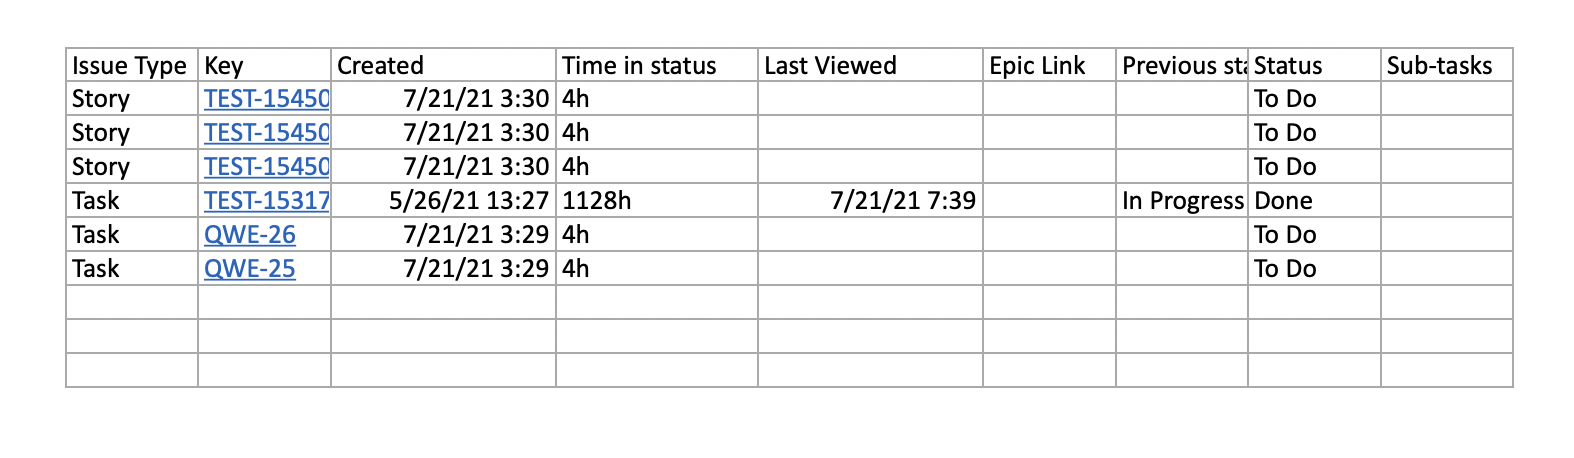 Issue Type Key Created Time in status Last Viewed Epic Link Previous sta Status Sub-tasks
Story TEST-15450 7/21/21 3:30 4h To Do
Story TEST-15450 7/21/21 3:30 4h To Do
Story TEST-15450 7/21/21 3:30 4h To Do
Task TEST-15317 5/26/21 13:27 1128h 7/21/21 7:39 In Progress Done
Task QWE-26 7/21/21 3:29 4h To Do
Task QWE-25 7/21/21 3:29 4h To Do